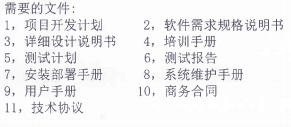 需要的文件：
1，项目开发计划 2，软件需求规格说明书
3，详细设计说明书 4，培训手册
5，测试计划 6，测试报告
7，安装部署手册 8，系统维护手册
9，用户手册 10，商务合同
11，技术协议